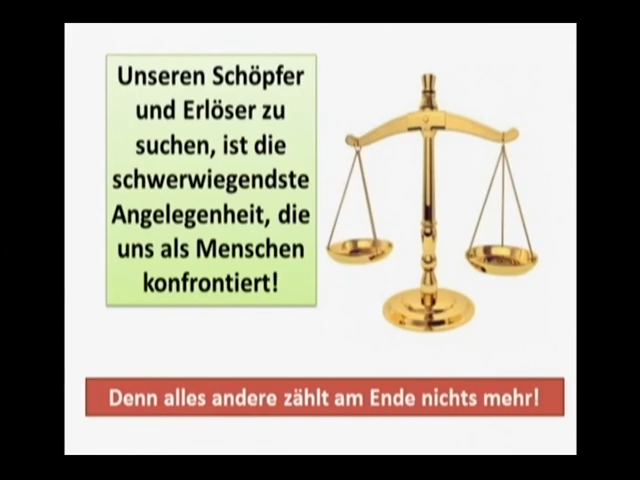 Unseren Schöpfer
und Erlöser zu
suchen, ist die
schwerwiegendste
Angelegenheit, die
uns als Menschen
konfrontiert!
Denn alles andere zählt am Ende nichts mehr!